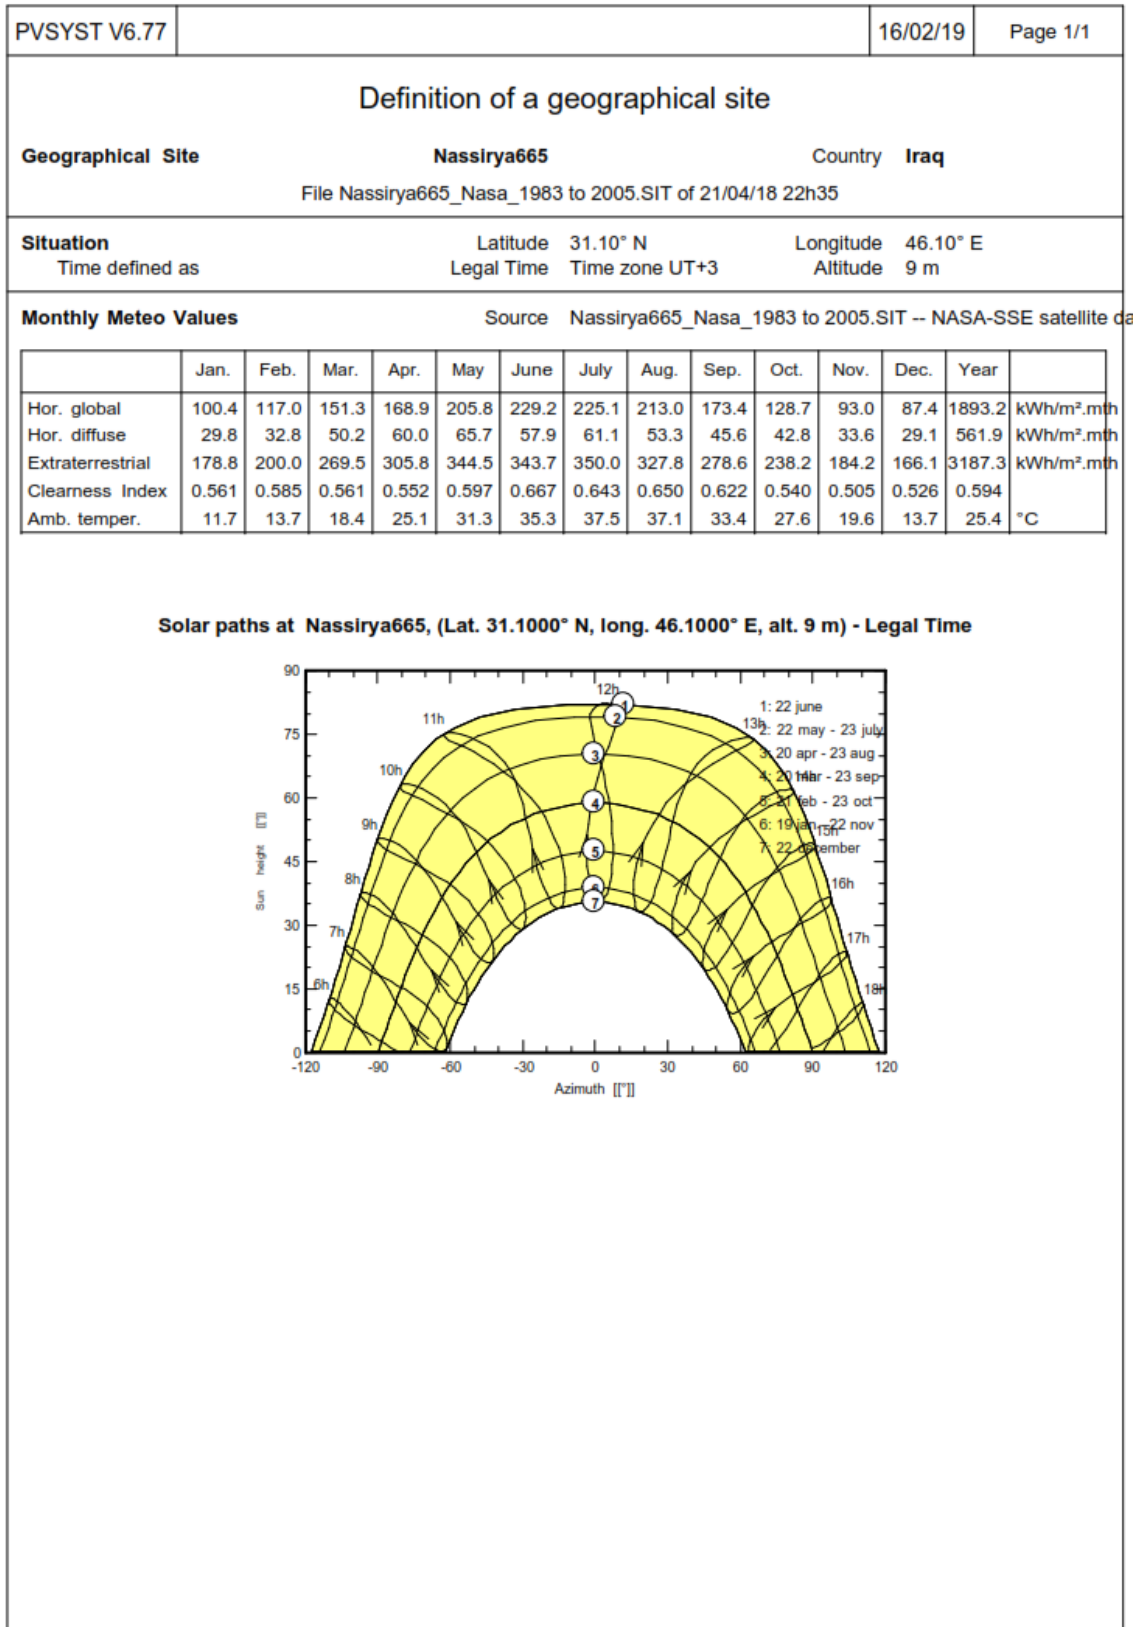 PVSYST V6.77 16/02/19 Page 1/1
Definition of a geographical site
Geographical Site Nassirya665 Country Iraq
File Nassirya665_Nasa_1983 to 2005.SIT of 21/04/18 22h35
Situation Latitude 31.10° N Longitude 46.10° E
Time defined as Legal Time Time zone UT+3 Altitude 9 m
Monthly Meteo Values Source Nassirya665_Nasa_1983 to 2005.SIT -- NASA-SSE satellite da
Jan. Feb. Mar. Apr. May June July Aug. Sep. Oct. Nov. Dec. Year
Hor. global 100.4 117.0 151.3 168.9 205.8 229.2 225.1 213.0 173.4 128.7 93.0 87.4 1893.2 kWh/m².mth
Hor. diffuse 29.8 32.8 50.2 60.0 65.7 57.9 61.1 53.3 45.6 42.8 33.6 29.1 561.9 kWh/m².mth
Extraterrestrial 178.8 200.0 269.5 305.8 344.5 343.7 350.0 327.8 278.6 238.2 184.2 166.1 3187.3 kWh/m².mth
Clearness Index 0.561 0.585 0.561 0.552 0.597 0.667 0.643 0.650 0.622 0.540 0.505 0.526 0.594
Amb. temper. 11.7 13.7 18.4 25.1 31.3 35.3 37.5 37.1 33.4 27.6 19.6 13.7 25.4 °C
Solar paths at Nassirya665, (Lat. 31.1000° N, long. 46.1000° E, alt. 9 m) - Legal Time
90
75
60
45
30
15
0
Sun height [[°]]
6h
7h
8h
9h
10h
11h
12h
13h
14h
15h
16h
17h
18h
1
2
3
4
5
6
7
1: 22 june
2: 22 may - 23 july
3: 20 apr - 23 aug
4: 20 mar - 23 sep
5: 21 feb - 23 oct
6: 19 jan - 22 nov
7: 22 december
-120 -90 -60 -30 0 30 60 90 120
Azimuth [[°]]